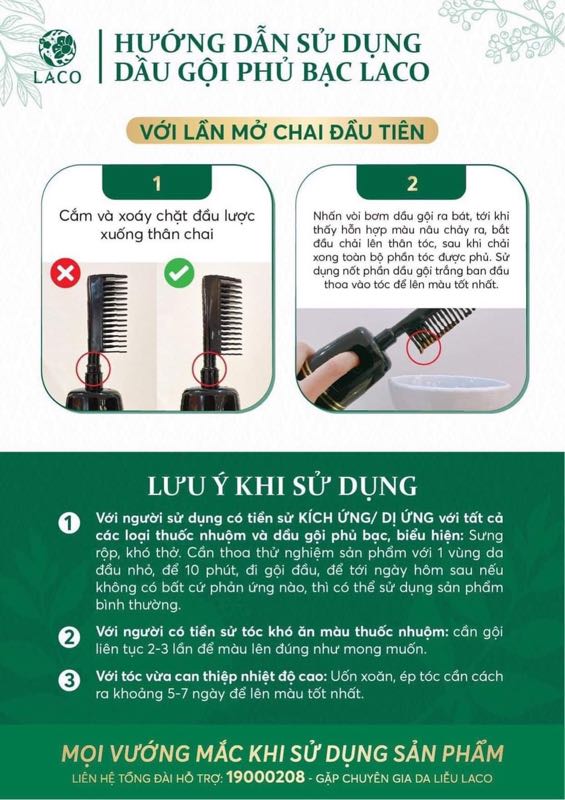 LACO
HƯỚNG DẪN SỬ DỤNG
DẦU GỘI PHỦ BẠC LACO
VỚI LẦN MỞ CHAI ĐẦU TIÊN
1
Cắm và xoáy chặt đầu lược
xuống thân chai
2
Nhấn vòi bơm dầu gội ra bát, tới khi
thấy hỗn hợp màu nâu chảy ra, bắt
đầu chải lên thân tóc, sau khi chải
xong toàn bộ phần tóc được phủ. Sử
dụng nốt phần dầu gội trắng ban đầu
thoa vào tóc để lên màu tốt nhất.
LƯU Ý KHI SỬ DỤNG
1 Với người sử dụng có tiền sử KÍCH ỨNG/ DỊ ỨNG với tất cả
các loại thuốc nhuộm và dầu gội phủ bạc, biểu hiện: Sưng
rộp, khó thở. Cần thoa thử nghiệm sản phẩm với 1 vùng da
đầu nhỏ, để 10 phút, đi gội đầu, để tới ngày hôm sau nếu
không có bất cứ phản ứng nào, thì có thể sử dụng sản phẩm
bình thường.
2 Với người có tiền sử tóc khó ăn màu thuốc nhuộm: cần gội
liên tục 2-3 lần để màu lên đúng như mong muốn.
3 Với tóc vừa can thiệp nhiệt độ cao: Uốn xoăn, ép tóc cần cách
ra khoảng 5-7 ngày để lên màu tốt nhất.
MỌI VƯỚNG MẮC KHI SỬ DỤNG SẢN PHẨM
LIÊN HỆ TỔNG ĐÀI HỖ TRỢ: 19000208 - GẶP CHUYÊN GIA DA LIỄU LACO